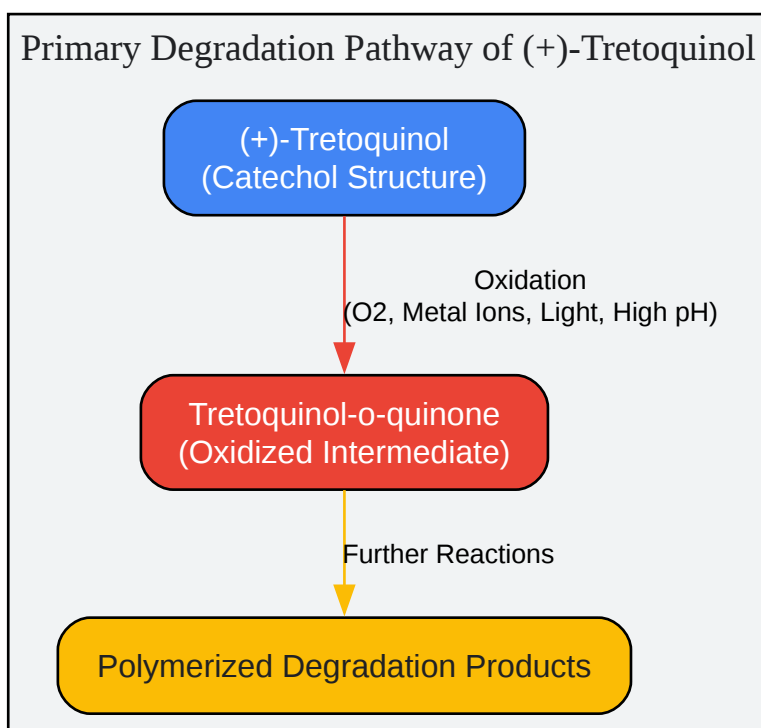 Primary Degradation Pathway of (+)-Tretoquinol
(+)-Tretoquinol
(Catechol Structure)
Oxidation
(O2, Metal Ions, Light, High pH)
Tretoquinol-o-quinone
(Oxidized Intermediate)
Further Reactions
Polymerized Degradation Products